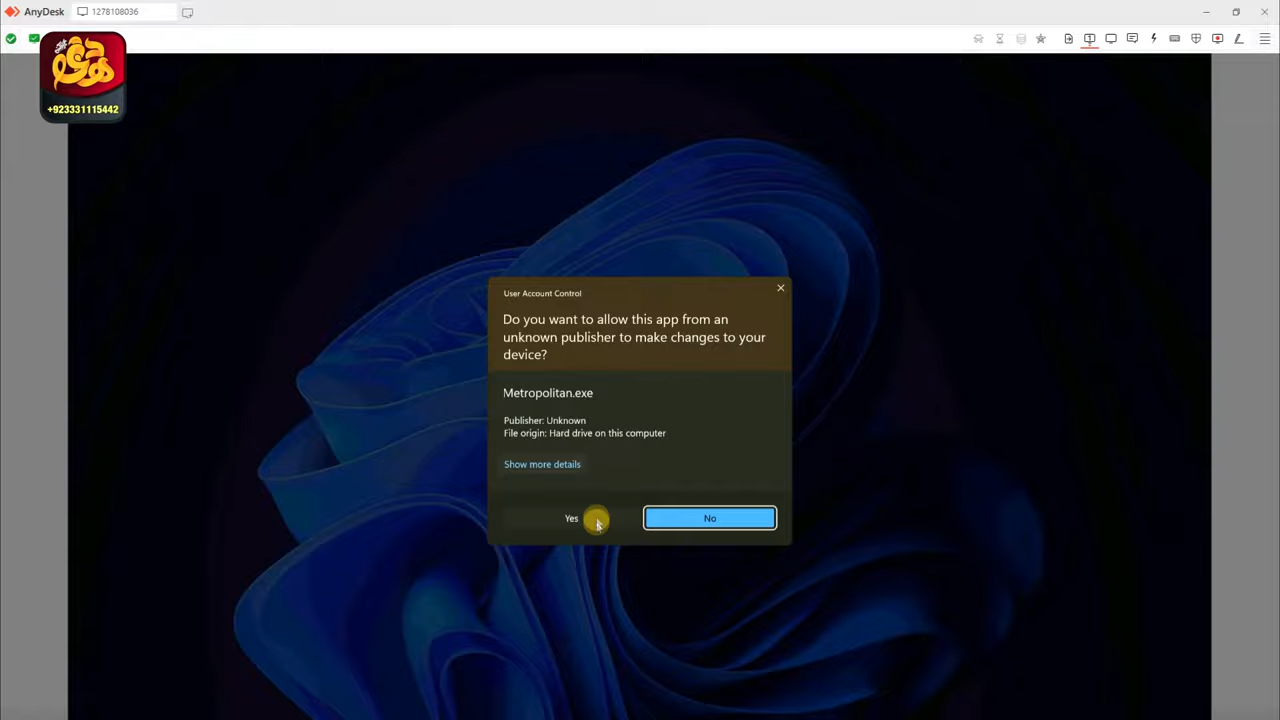 AnyDesk
1278108036
+923331115442
User Account Control
Do you want to allow this app from an
unknown publisher to make changes to your
device?
Metropolitan.exe
Publisher: Unknown
File origin: Hard drive on this computer
Show more details
Yes
No